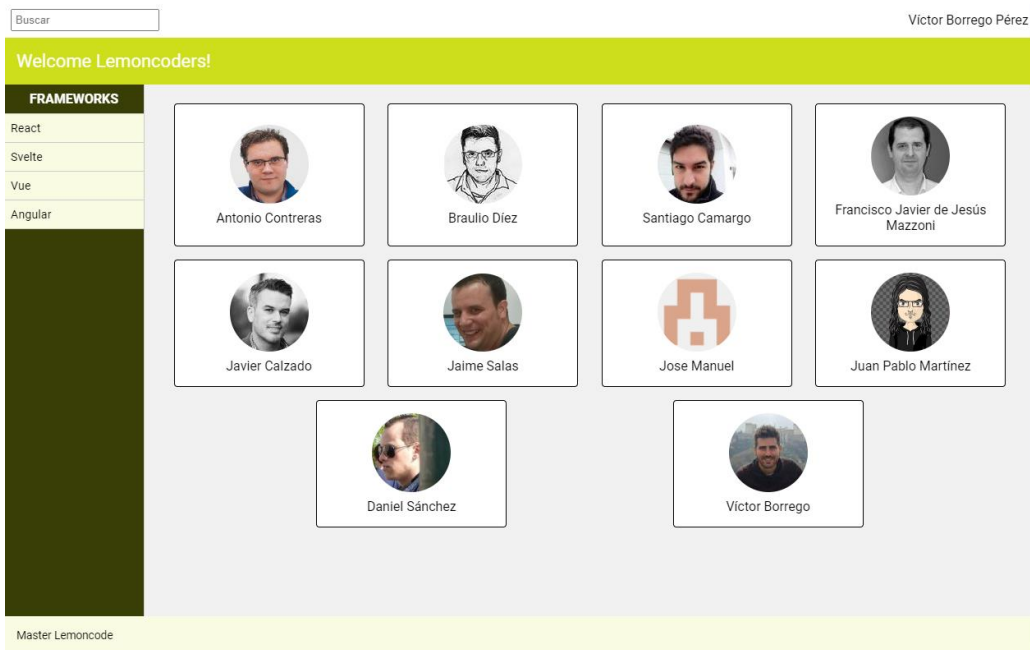 Buscar
Víctor Borrego Pérez
Welcome Lemoncoders!
FRAMEWORKS
React
Svelte
Vue
Angular
Antonio Contreras
Braulio Díez
Santiago Camargo
Francisco Javier de Jesús
Mazzoni
Javier Calzado
Jaime Salas
Jose Manuel
Juan Pablo Martínez
Daniel Sánchez
Víctor Borrego
Master Lemoncode